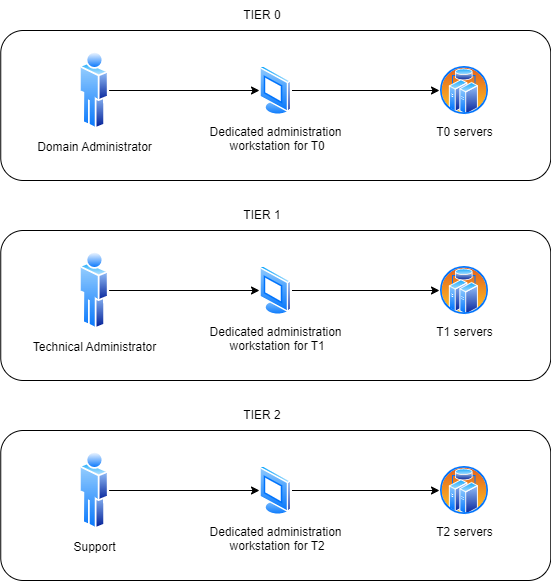 TIER 0
Domain Administrator
Dedicated administration
workstation for T0
T0 servers
TIER 1
Technical Administrator
Dedicated administration
workstation for T1
T1 servers
TIER 2
Support
Dedicated administration
workstation for T2
T2 servers